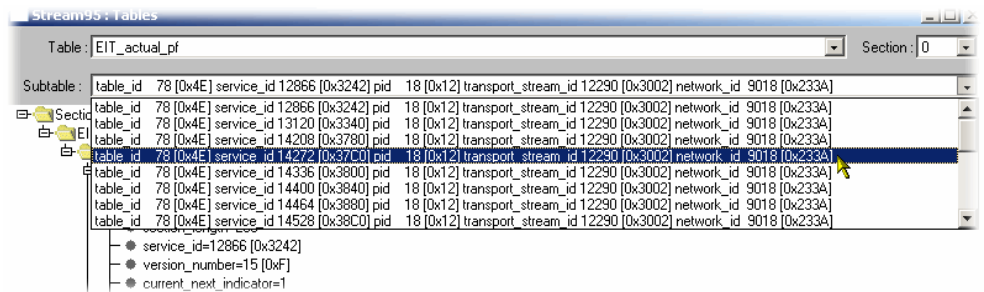 Stream95 : Tables
Table : EIT_actual_pf Section : 0
Subtable : table_id 78 [0x4E] service_id 12866 [0x3242] pid 18 [0x12] transport_stream_id 12290 [0x3002] network_id 9018 [0x233A]
table_id 78 [0x4E] service_id 12866 [0x3242] pid 18 [0x12] transport_stream_id 12290 [0x3002] network_id 9018 [0x233A]
Sectio table_id 78 [0x4E] service_id 13120 [0x3340] pid 18 [0x12] transport_stream_id 12290 [0x3002] network_id 9018 [0x233A]
EI table_id 78 [0x4E] service_id 14208 [0x3780] pid 18 [0x12] transport_stream_id 12290 [0x3002] network_id 9018 [0x233A]
table_id 78 [0x4E] service_id 14272 [0x37C0] pid 18 [0x12] transport_stream_id 12290 [0x3002] network_id 9018 [0x233A]
table_id 78 [0x4E] service_id 14336 [0x3800] pid 18 [0x12] transport_stream_id 12290 [0x3002] network_id 9018 [0x233A]
table_id 78 [0x4E] service_id 14400 [0x3840] pid 18 [0x12] transport_stream_id 12290 [0x3002] network_id 9018 [0x233A]
table_id 78 [0x4E] service_id 14464 [0x3880] pid 18 [0x12] transport_stream_id 12290 [0x3002] network_id 9018 [0x233A]
table_id 78 [0x4E] service_id 14528 [0x38C0] pid 18 [0x12] transport_stream_id 12290 [0x3002] network_id 9018 [0x233A]
service_id=12866 [0x3242]
version_number=15 [0xF]
current_next_indicator=1